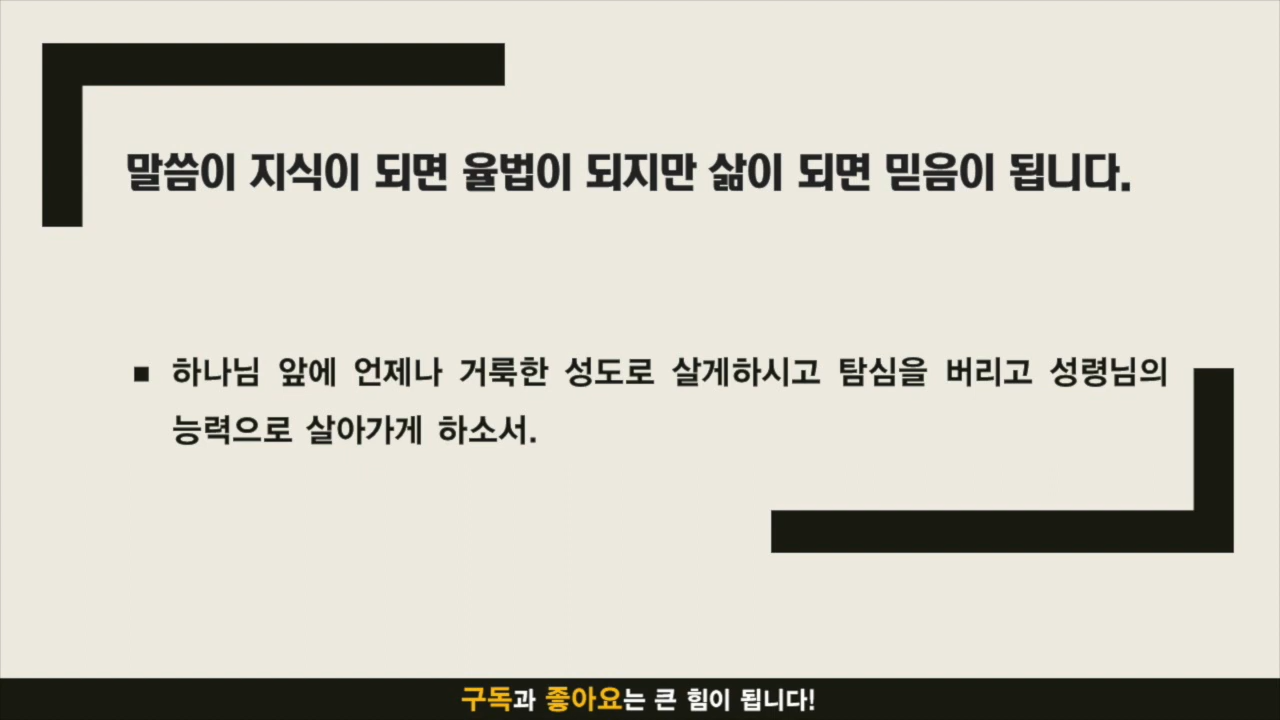 말씀이 지식이 되면 율법이 되지만 삶이 되면 믿음이 됩니다.
▪ 하나님 앞에 언제나 거룩한 성도로 살게하시고 탐심을 버리고 성령님의
능력으로 살아가게 하소서.
구독과 좋아요는 큰 힘이 됩니다!